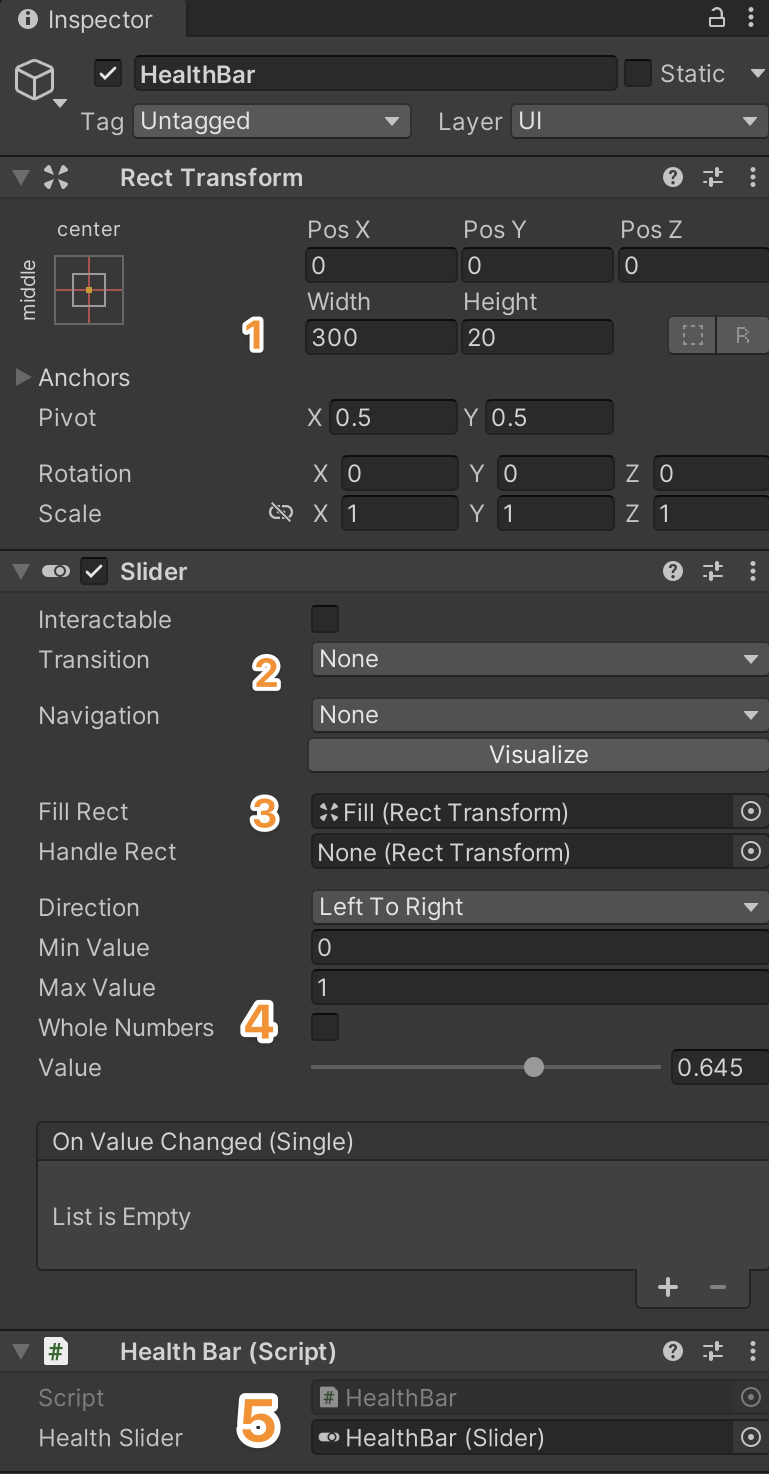 Inspector
HealthBar Static
Tag Untagged Layer UI
Rect Transform
center
middle
Pos X Pos Y Pos Z
0 0 0
Width Height
1 300 20 R
Anchors
Pivot X 0.5 Y 0.5
Rotation X 0 Y 0 Z 0
Scale X 1 Y 1 Z 1
Slider
Interactable
Transition 2 None
Navigation None
Visualize
Fill Rect 3 Fill (Rect Transform)
Handle Rect None (Rect Transform)
Direction Left To Right
Min Value 0
Max Value 1
Whole Numbers 4
Value 0.645
On Value Changed (Single)
List is Empty
+ −
# Health Bar (Script)
Script # HealthBar
Health Slider 5 HealthBar (Slider)